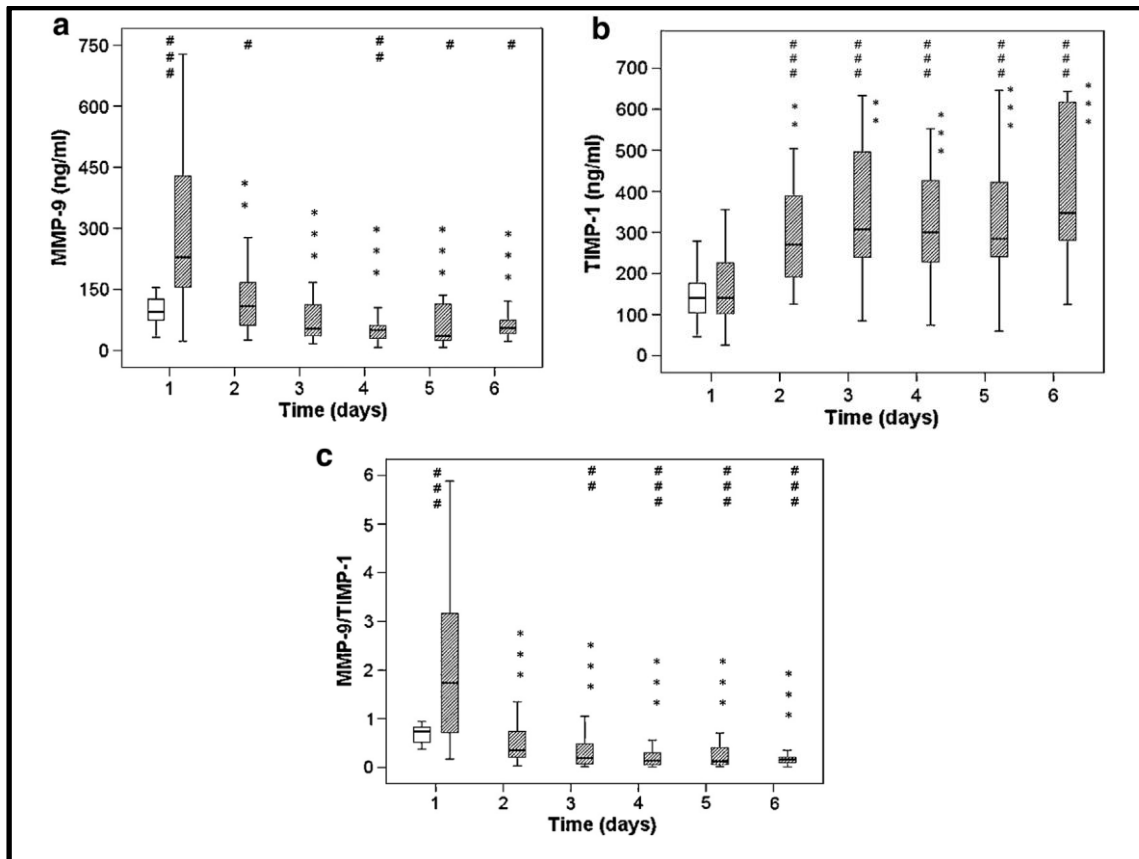 a
# # # # # #
# #
#
750
600
450
300
150
0
MMP-9 (ng/ml)
* * * * *
* * * * *
* * * *
1 2 3 4 5 6
Time (days)
b
# # # # #
# # # # #
# # # # #
700
600
500
400
300
200
100
0
TIMP-1 (ng/ml)
* * * * *
* * * * *
* * *
1 2 3 4 5 6
Time (days)
c
# # # # #
# # # # #
# # # #
6
5
4
3
2
1
0
MMP-9/TIMP-1
* * * * *
* * * * *
* * * * *
1 2 3 4 5 6
Time (days)